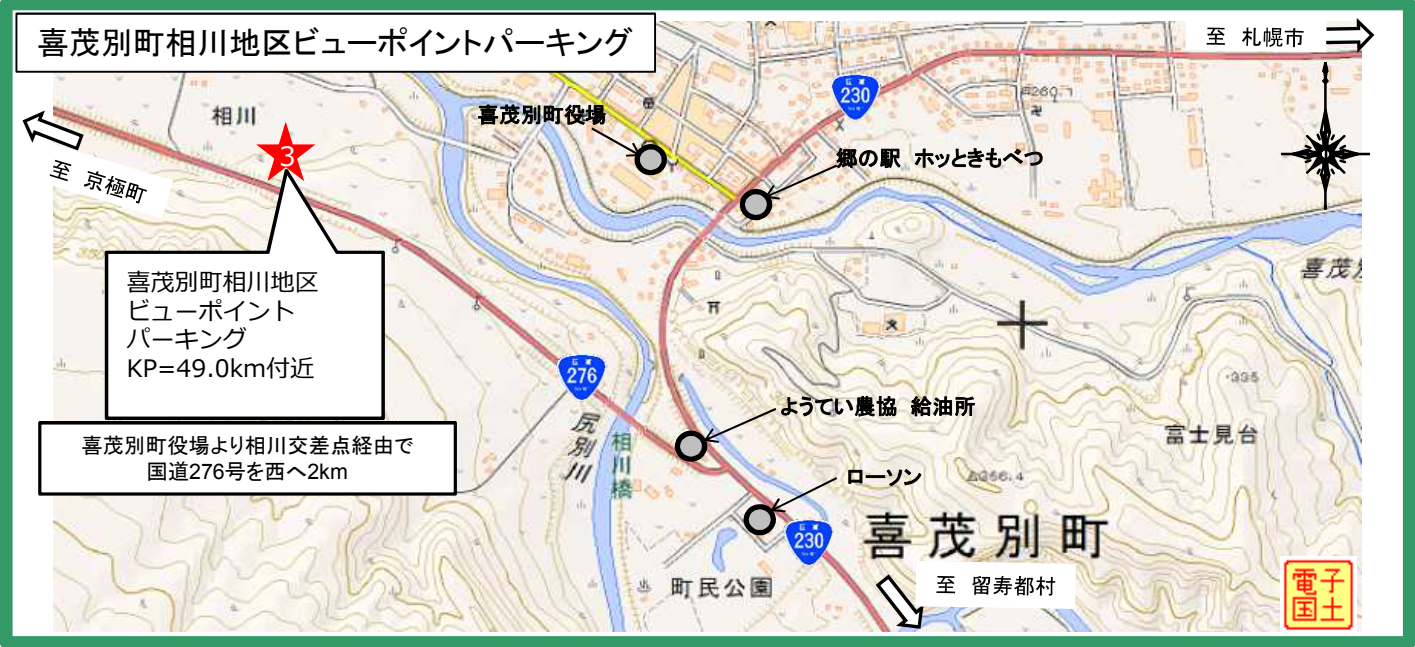 喜茂別町相川地区ビューポイントパーキング
至 札幌市
230
相川
3
喜茂別町役場
郷の駅 ホッときもべつ
至 京極町
喜茂別町相川地区
ビューポイント
パーキング
KP=49.0km付近
276
ようてい農協 給油所
・335
富士見台
喜茂別町役場より相川交差点経由で
国道276号を西へ2km
尻別川
相川橋
ローソン
230
喜茂別町
町民公園
至 留寿都村
電子
国土